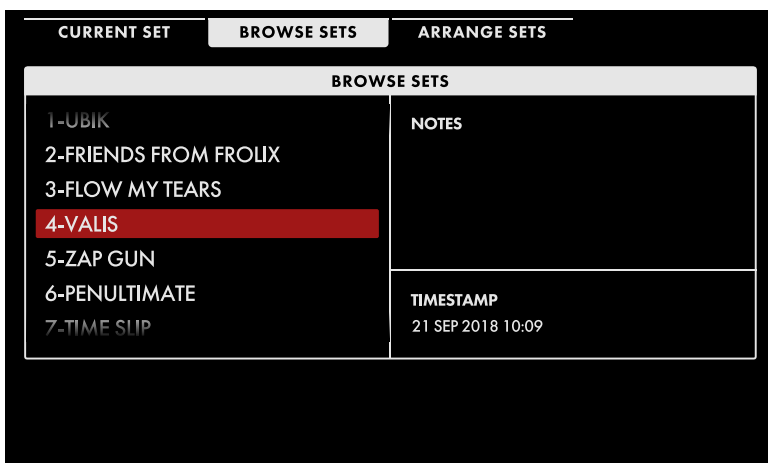 CURRENT SET
BROWSE SETS
ARRANGE SETS
BROWSE SETS
1-UBIK
2-FRIENDS FROM FROLIX
3-FLOW MY TEARS
4-VALIS
5-ZAP GUN
6-PENULTIMATE
7-TIME SLIP
NOTES
TIMESTAMP
21 SEP 2018 10:09